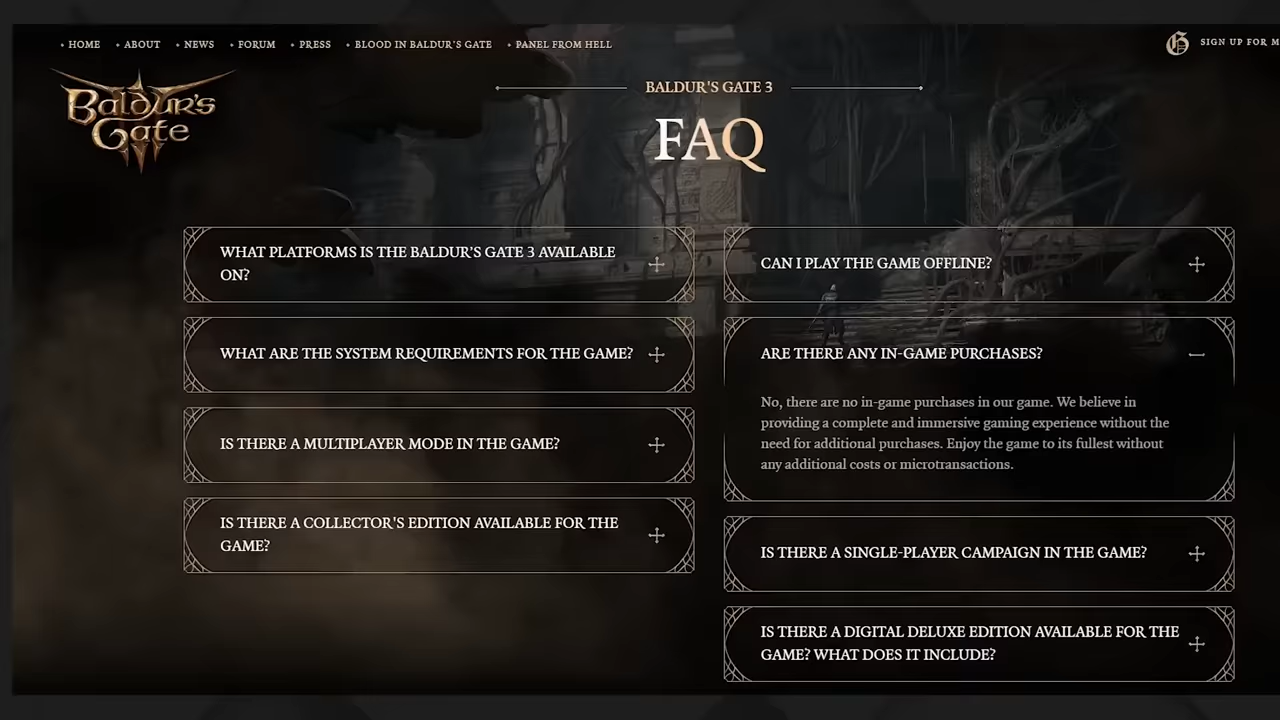 HOME ABOUT NEWS FORUM PRESS BLOOD IN BALDUR'S GATE PANEL FROM HELL
SIGN UP FOR M
Baldur's
Gate
BALDUR'S GATE 3
FAQ
WHAT PLATFORMS IS THE BALDUR'S GATE 3 AVAILABLE
ON?
WHAT ARE THE SYSTEM REQUIREMENTS FOR THE GAME?
IS THERE A MULTIPLAYER MODE IN THE GAME?
IS THERE A COLLECTOR'S EDITION AVAILABLE FOR THE
GAME?
CAN I PLAY THE GAME OFFLINE?
ARE THERE ANY IN-GAME PURCHASES?
No, there are no in-game purchases in our game. We believe in
providing a complete and immersive gaming experience without the
need for additional purchases. Enjoy the game to its fullest without
any additional costs or microtransactions.
IS THERE A SINGLE-PLAYER CAMPAIGN IN THE GAME?
IS THERE A DIGITAL DELUXE EDITION AVAILABLE FOR THE
GAME? WHAT DOES IT INCLUDE?